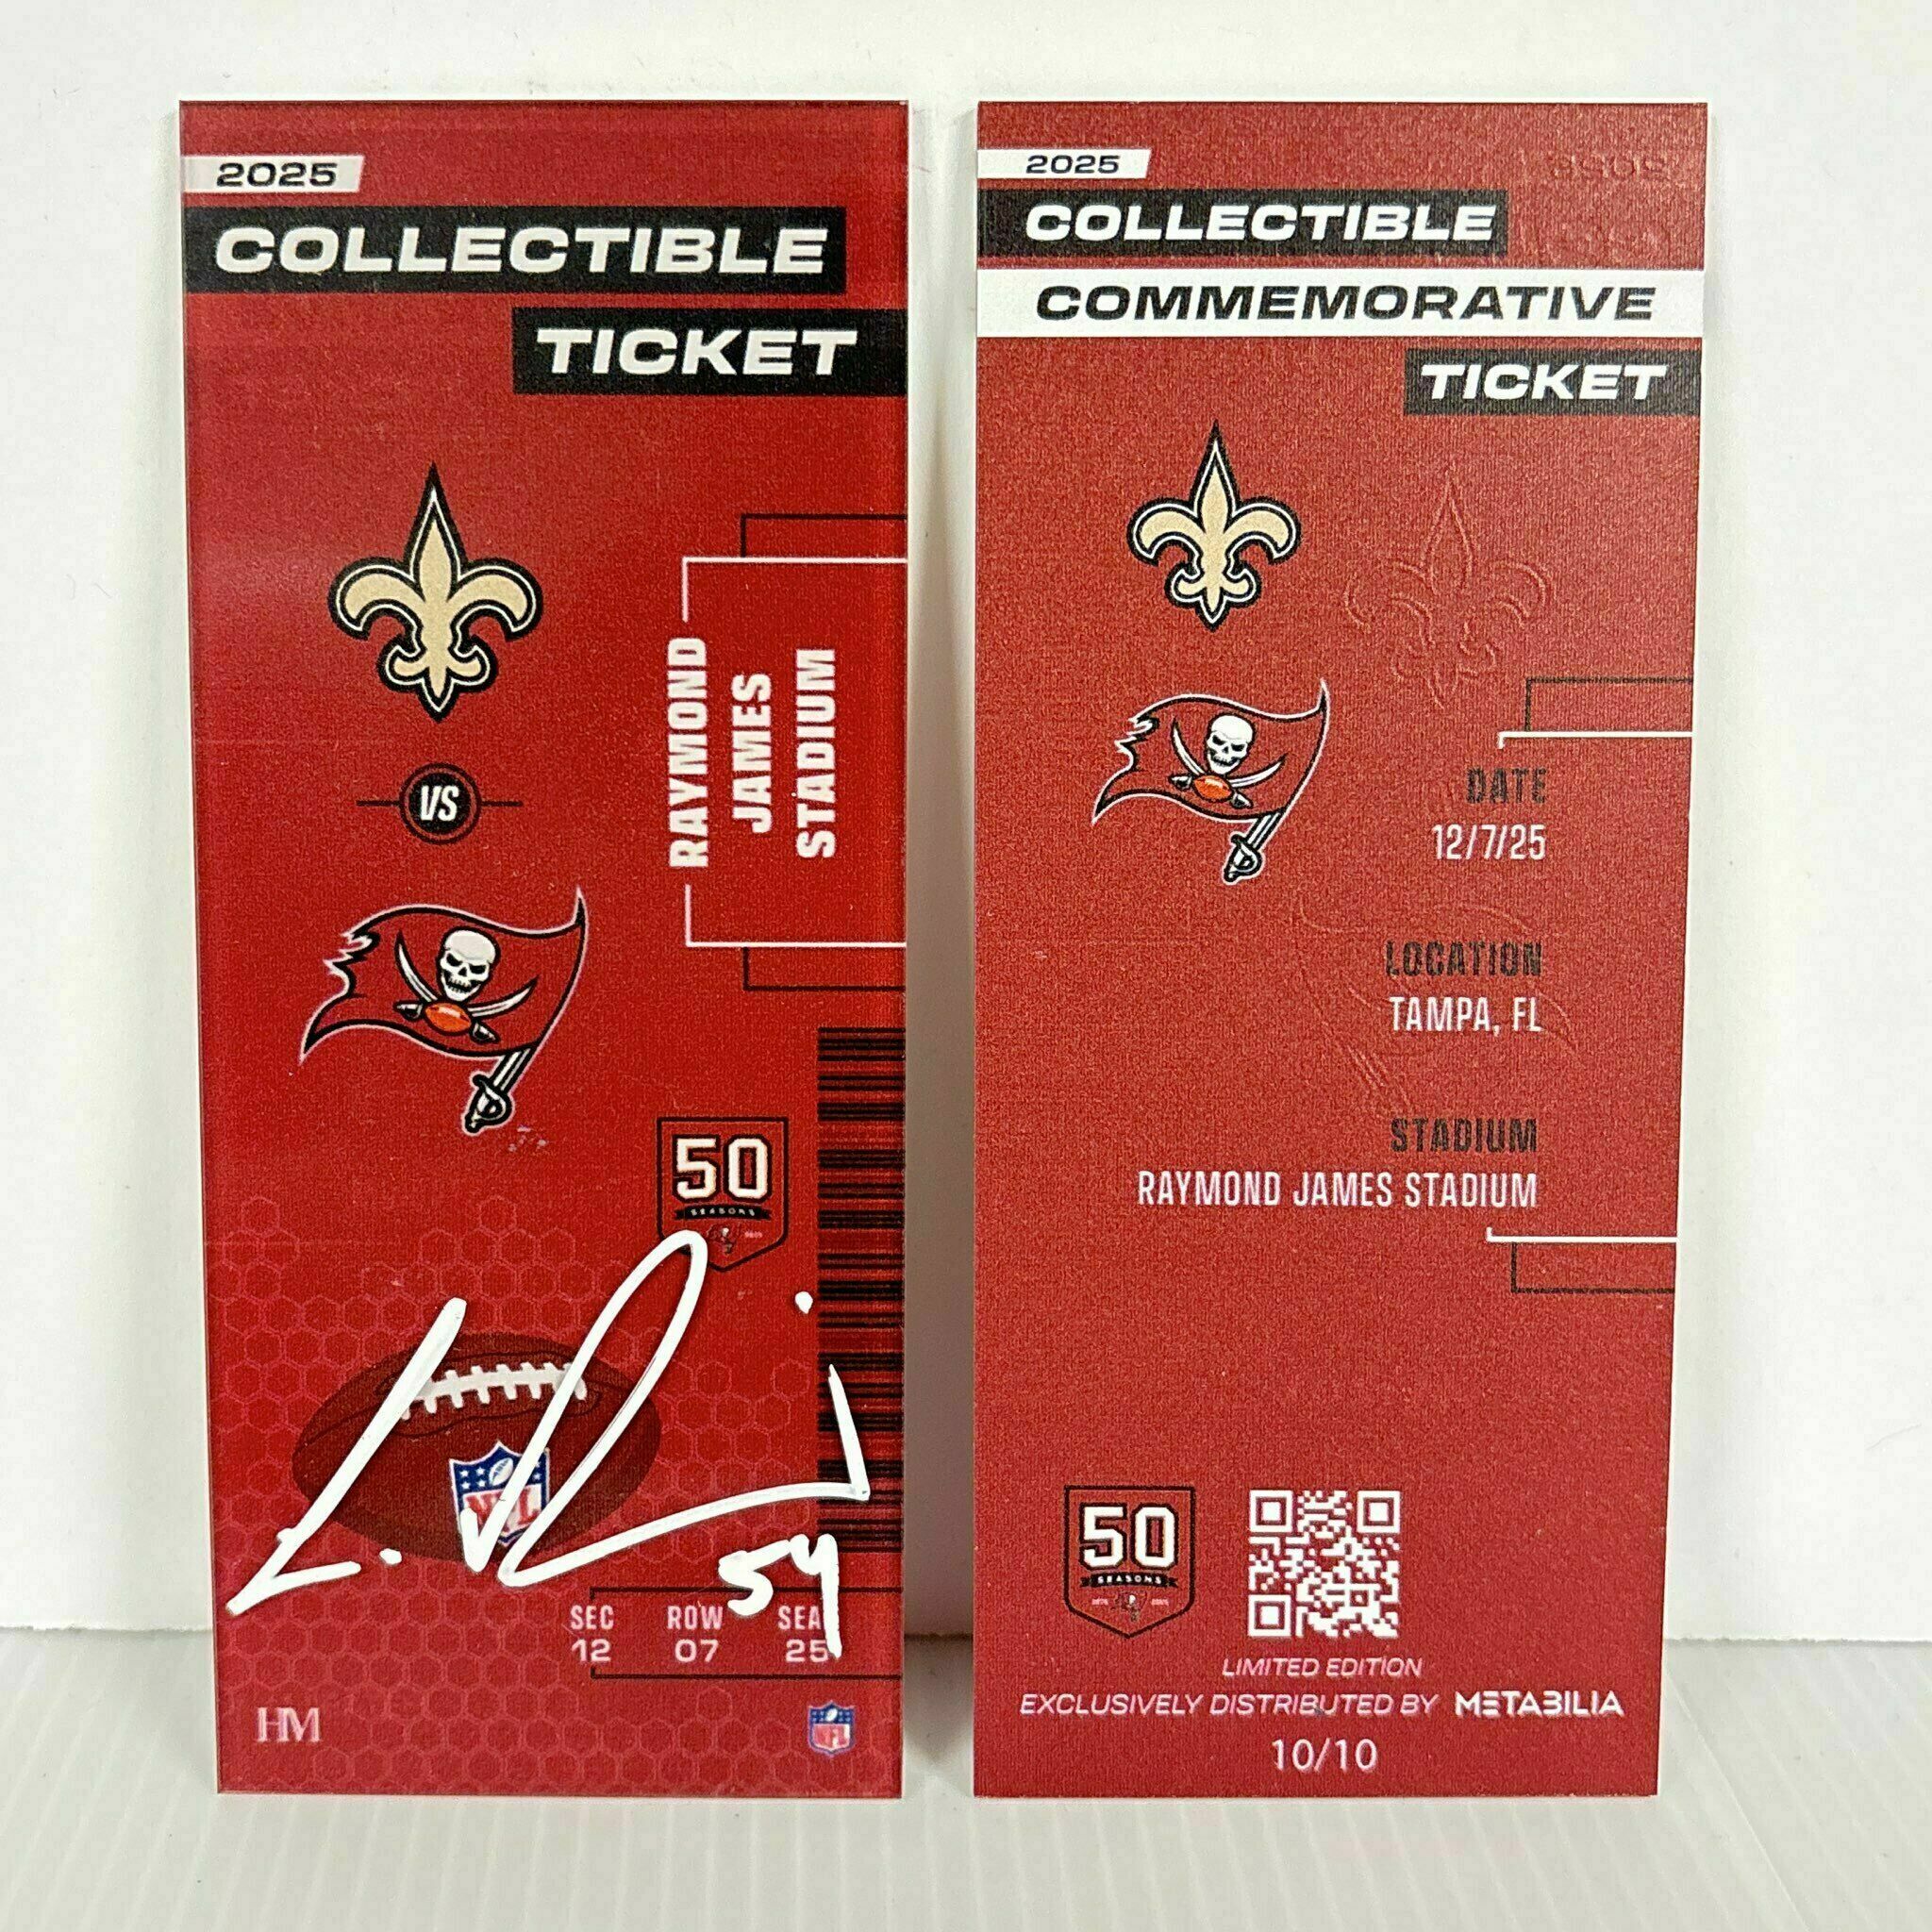 2025
COLLECTIBLE
TICKET
VS
RAYMOND
JAMES
STADIUM
50
SEASONS
NFL
54
SEC ROW SEA
12 07 25
HM
NFL
2025
COLLECTIBLE
COMMEMORATIVE
TICKET
DATE
12/7/25
LOCATION
TAMPA, FL
STADIUM
RAYMOND JAMES STADIUM
50
SEASONS
LIMITED EDITION
EXCLUSIVELY DISTRIBUTED BY METABILIA
10/10